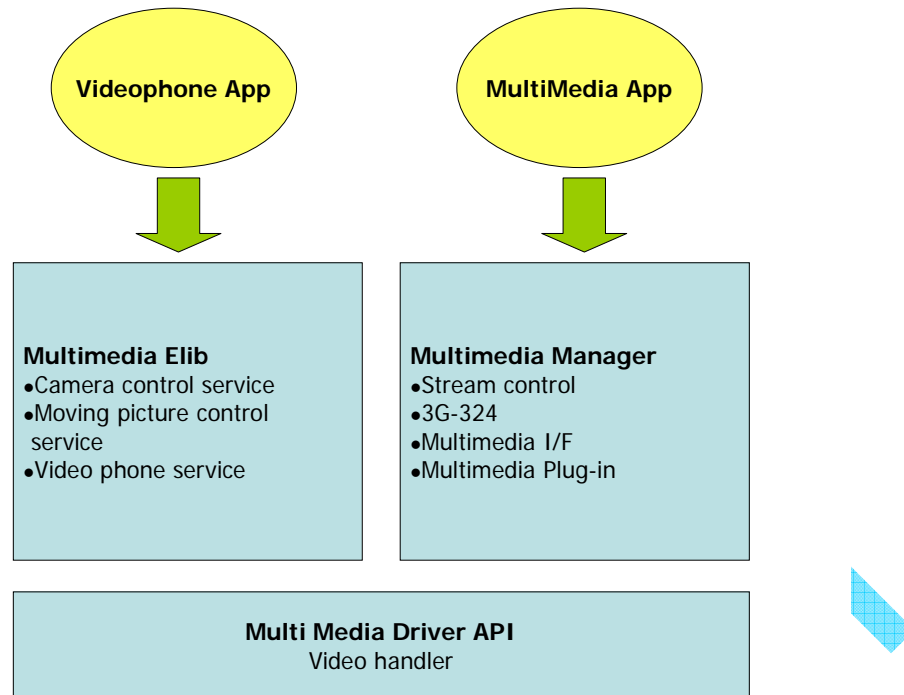 Videophone App
MultiMedia App
Multimedia Elib
•Camera control service
•Moving picture control
service
•Video phone service
Multimedia Manager
•Stream control
•3G-324
•Multimedia I/F
•Multimedia Plug-in
Multi Media Driver API
Video handler